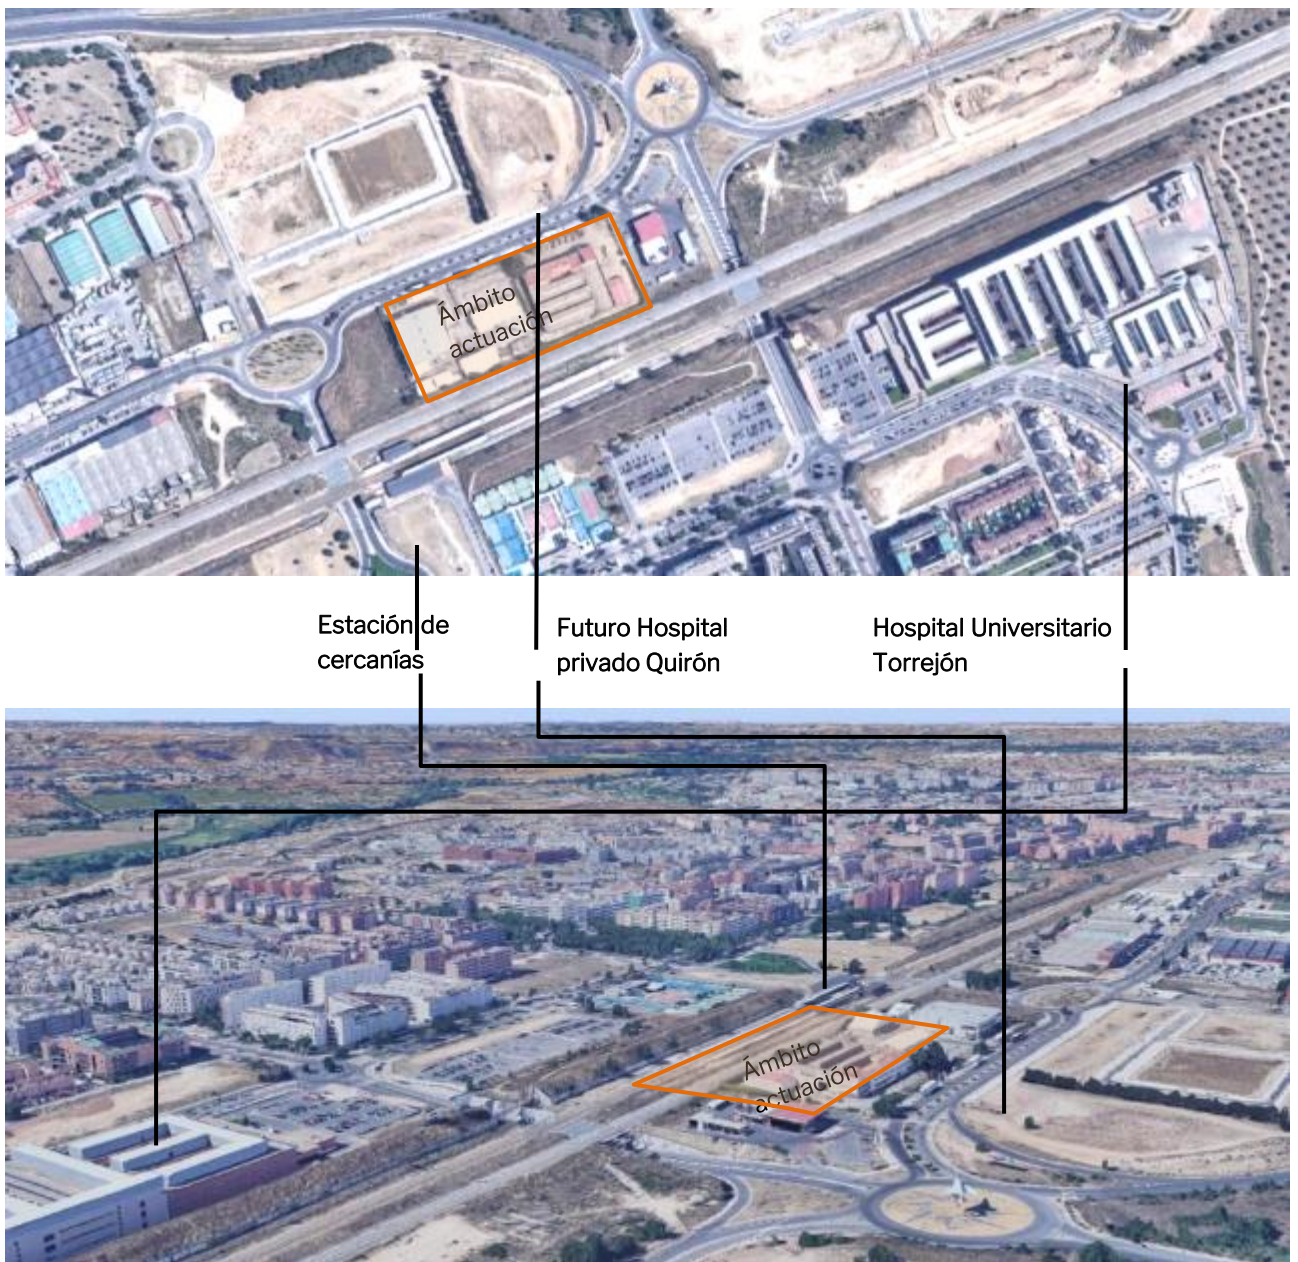 Ámbito
actuación
Estación de
cercanías
Futuro Hospital
privado Quirón
Hospital Universitario
Torrejón
Ámbito
actuación